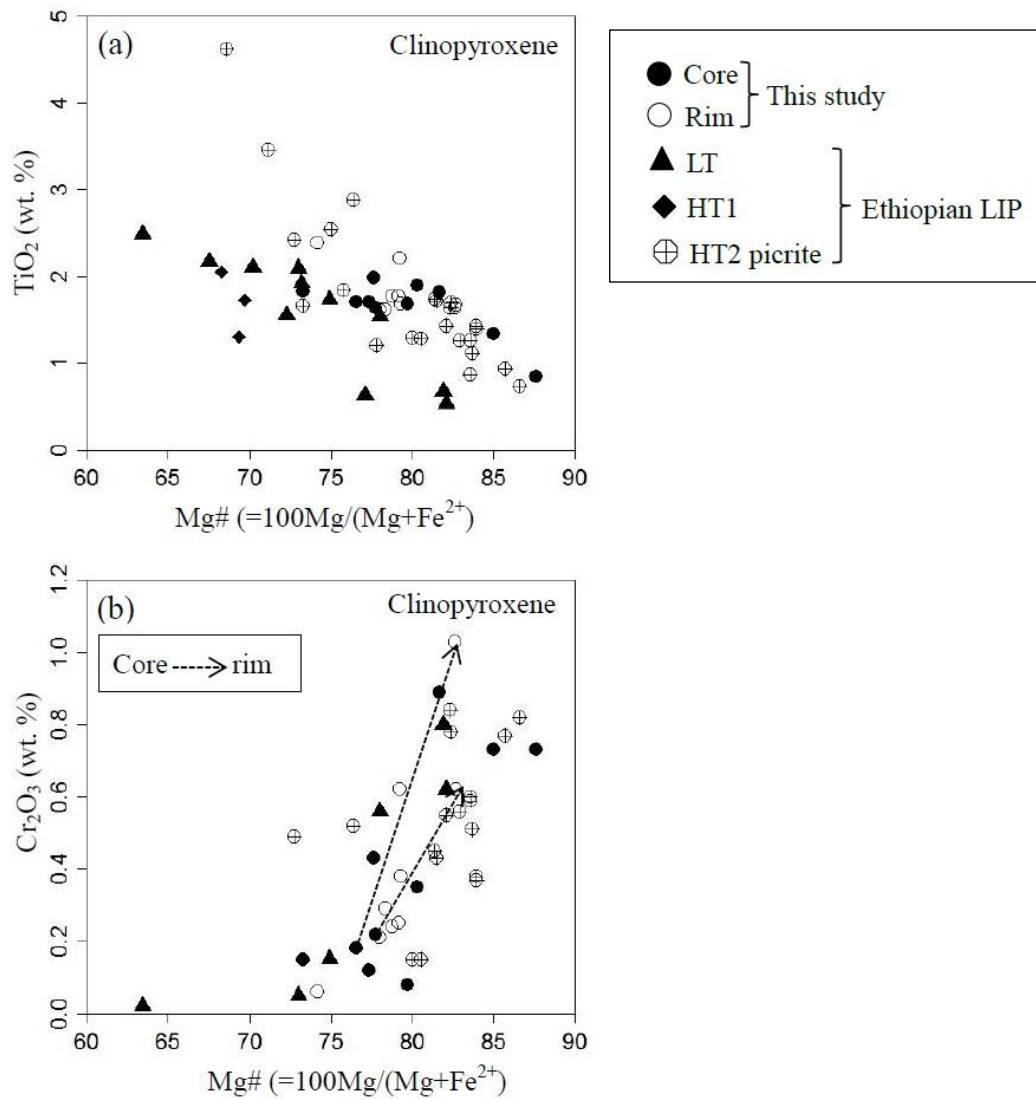 (a) Clinopyroxene
5
4
3
2
1
0
TiO₂ (wt. %)
60 65 70 75 80 85 90
Mg# (=100Mg/(Mg+Fe²⁺)
Core
Rim
This study
LT
HT1
HT2 picrite
Ethiopian LIP
(b) Clinopyroxene
Core rim
1.2
1.0
0.8
0.6
0.4
0.2
0.0
Cr₂O₃ (wt. %)
60 65 70 75 80 85 90
Mg# (=100Mg/(Mg+Fe²⁺)